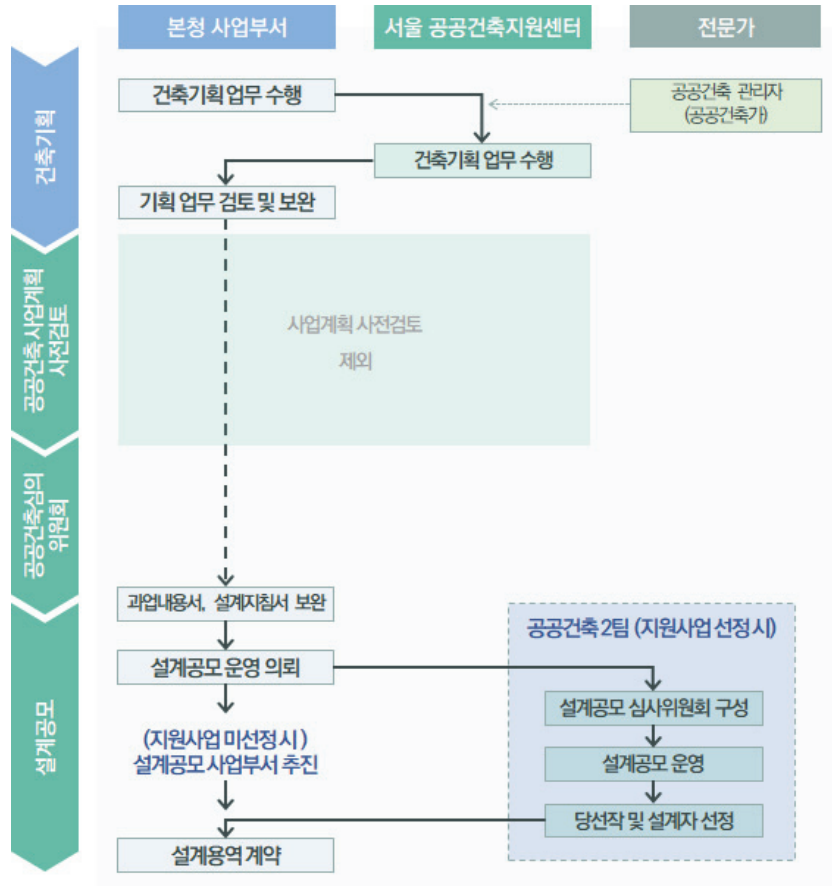 본청 사업부서
서울 공공건축지원센터
전문가
건축기획
건축기획 업무 수행
공공건축 관리자
(공공건축가)
건축기획 업무 수행
기획 업무 검토 및 보완
공공건축 사업계획
사전검토
사업계획 사전검토
제외
공공건축심의
위원회
설계공모
과업내용서, 설계지침서 보완
설계공모 운영 의뢰
(지원사업 미선정 시)
설계공모 사업부서 추진
설계용역 계약
공공건축 2팀 (지원사업 선정 시)
설계공모 심사위원회 구성
설계공모 운영
당선작 및 설계자 선정